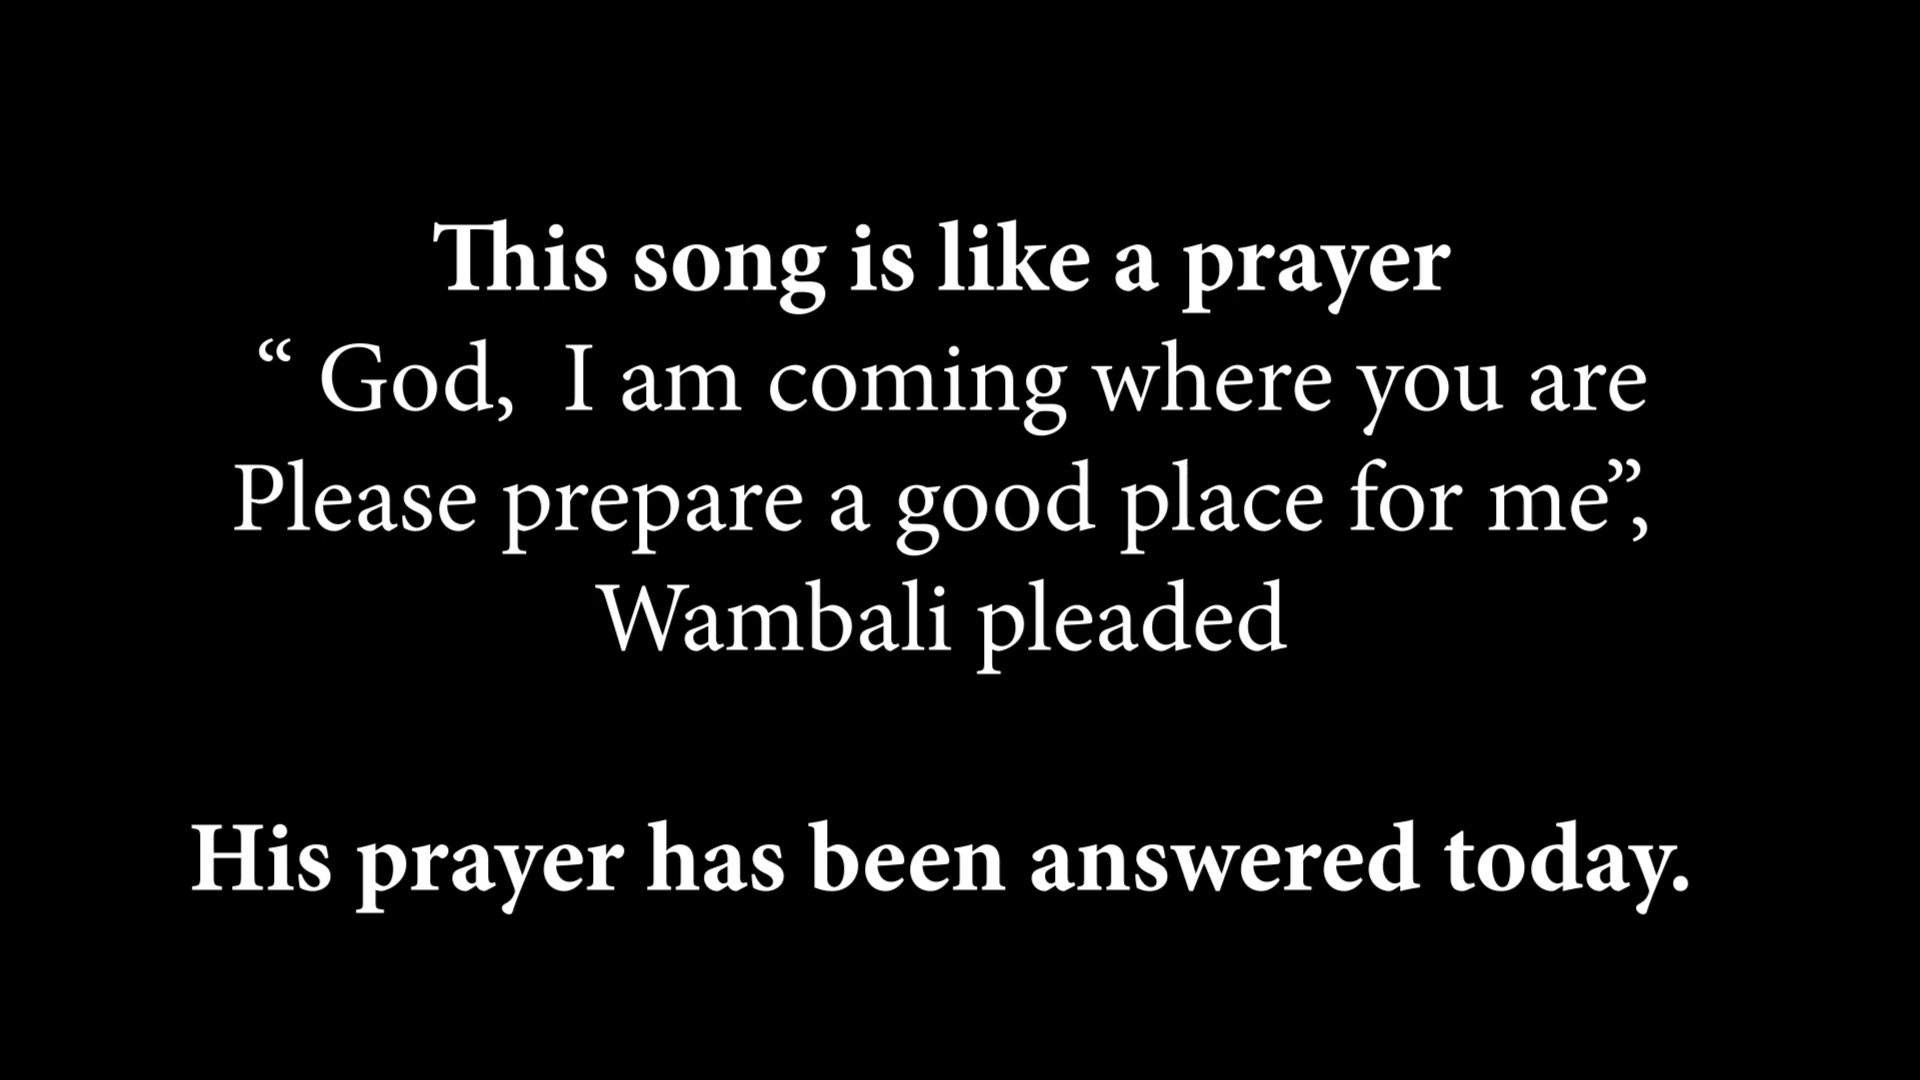 This song is like a prayer
“ God,  I am coming where you are
Please prepare a good place for me”,
Wambali pleaded
His prayer has been answered today.